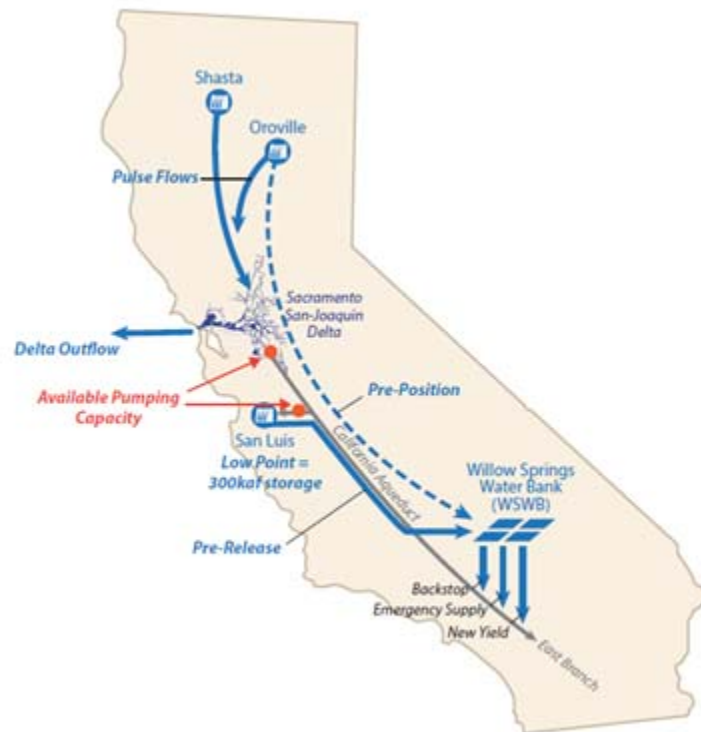 Shasta
Oroville
Pulse Flows
Sacramento
San-Joaquin
Delta
Delta Outflow
Available Pumping
Capacity
Pre-Position
San Luis
Low Point =
300kaf storage
California Aqueduct
Willow Springs
Water Bank
(WSWB)
Pre-Release
Backstop
Emergency Supply
New Yield
East Branch